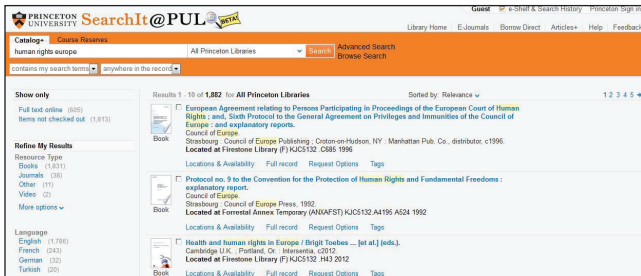 Guest e-Shelf & Search History Princeton Sign in
PRINCETON UNIVERSITY SearchIt@PUL BETA!
Library Home E-Journals Borrow Direct Articles+ Help Feedback
Catalog+ Course Reserves
human rights europe All Princeton Libraries Search Advanced Search
Browse Search
contains my search terms anywhere in the record
Show only
Full text online (605)
Items not checked out (1,813)
Refine My Results
Resource Type
Books (1,831)
Journals (38)
Other (11)
Video (2)
More options
Language
English (1,786)
French (243)
German (32)
Turkish (20)
Results 1 - 10 of 1,882 for All Princeton Libraries Sorted by: Relevance 1 2 3 4 5
European Agreement relating to Persons Participating in Proceedings of the European Court of Human
Rights ; and, Sixth Protocol to the General Agreement on Privileges and Immunities of the Council of
Europe : and explanatory reports.
Council of Europe.
Strasbourg : Council of Europe Publishing ; Croton-on-Hudson, NY : Manhattan Pub. Co., distributor, c1996.
Located at Firestone Library (F) KJC5132 .C685 1996
Book
Locations & Availability Full record Request Options Tags
Protocol no. 9 to the Convention for the Protection of Human Rights and Fundamental Freedoms :
explanatory report.
Council of Europe.
Strasbourg : Council of Europe Press, 1992.
Located at Forrestal Annex Temporary (ANXAFST) KJC5132.A4195 A524 1992
Book
Locations & Availability Full record Request Options Tags
Health and human rights in Europe / Brigit Toebes ... [et al.] (eds.).
Cambridge U.K. ; Portland, Or. : Intersentia, c2012.
Located at Firestone Library (F) KJC5132 .H43 2012
Book
Locations & Availability Full record Request Options Tags